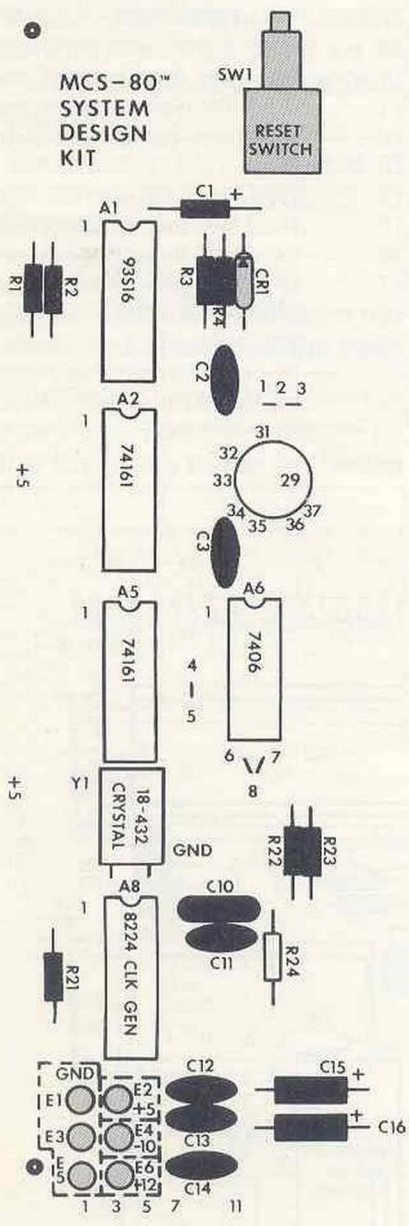 MCS-80™
SYSTEM
DESIGN
KIT
SW1
RESET
SWITCH
C1
+
A1
1
93S16
R1
R2
R3
R4
CR1
C2
1 2 3
A2
1
74161
+5
31
32
33
29
34
35
36
37
C3
A5
1
74161
A6
1
7406
4
5
6
7
8
+5
Y1
18-432
CRYSTAL
GND
R22
R23
A8
1
8224 CLK GEN
C10
C11
R24
R21
GND
E1
E2
+5
E3
E4
-10
E5
E6
+12
C12
C13
C14
C15
+
+
C16
1 3 5 7 11